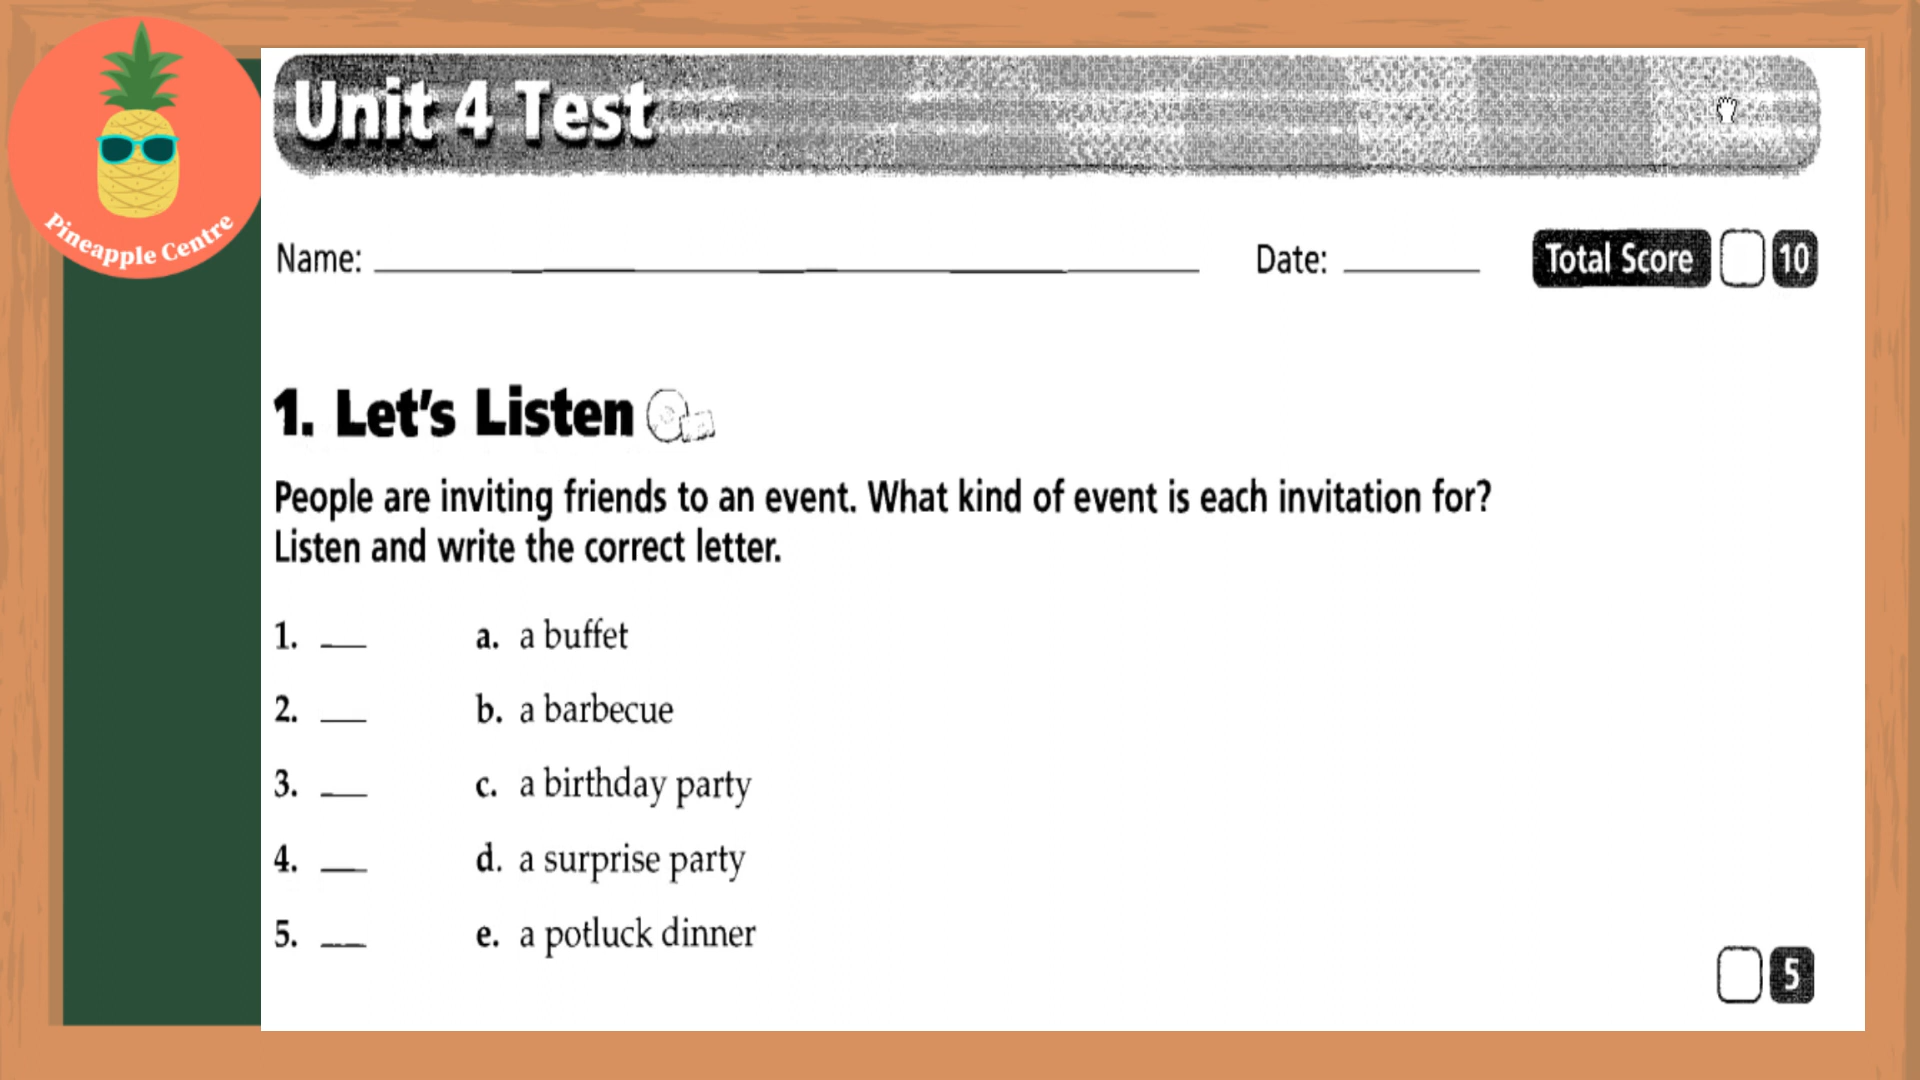 Pineapple Centre
Unit 4 Test
Name: Date: Total Score 10
1. Let's Listen
People are inviting friends to an event. What kind of event is each invitation for?
Listen and write the correct letter.
1. a. a buffet
2. b. a barbecue
3. c. a birthday party
4. d. a surprise party
5. e. a potluck dinner
5